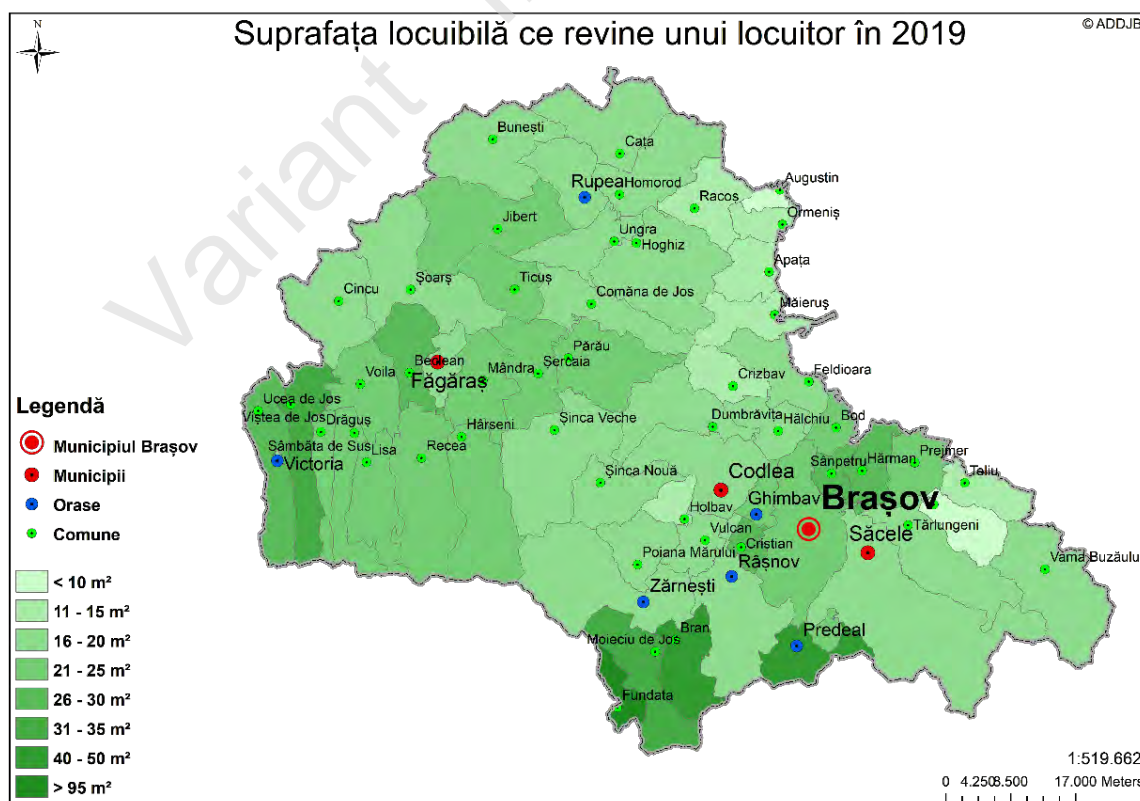 N
© ADDJB
Suprafața locuibilă ce revine unui locuitor în 2019
Variant
Bunești
Cața
Augustin
Rupea
Homorod
Racoș
Ormeniș
Jibert
Ungra
Hoghiz
Apața
Șoarș
Ticuș
Cincu
Comăna de Jos
Măieruș
Părău
Beclean
Mândra
Șercaia
Voila
Făgăraș
Crizbav
Feldioara
Ucea de Jos
Viștea de Jos
Drăguș
Hârseni
Șinca Veche
Dumbrăvița
Hălchiu
Bod
Sâmbăta de Sus
Lisa
Recea
Victoria
Sânpetru
Hărman
Prejmer
Teliu
Șinca Nouă
Codlea
Ghimbav
Brașov
Holbav
Tărlungeni
Vulcan
Cristian
Săcele
Poiana Mărului
Râșnov
Vama Buzăului
Zărnești
Bran
Predeal
Moieciu de Jos
Fundata
Legendă
Municipiul Brașov
Municipii
Orase
Comune
< 10 m²
11 - 15 m²
16 - 20 m²
21 - 25 m²
26 - 30 m²
31 - 35 m²
40 - 50 m²
> 95 m²
1:519.662
0 4.250 8.500 17.000 Meters